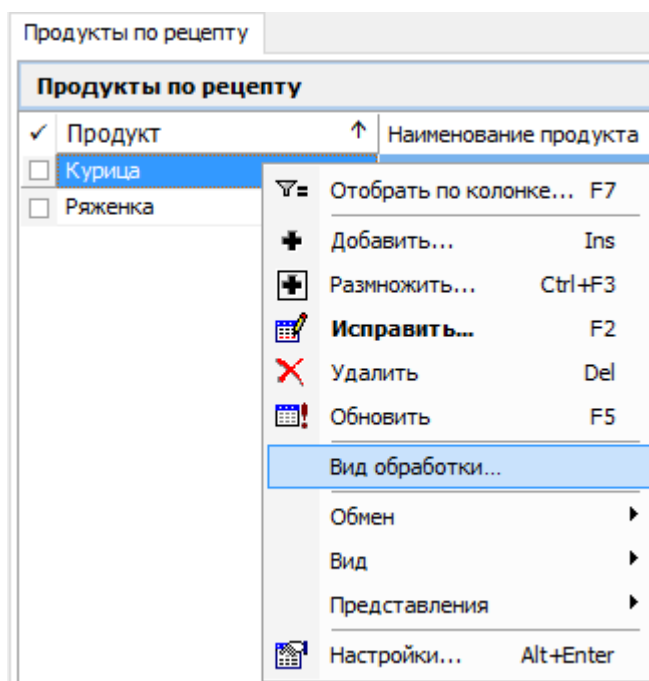 Продукты по рецепту
Продукты по рецепту
Продукт Наименование продукта
Курица
Ряженка
Отобрать по колонке... F7
Добавить... Ins
Размножить... Ctrl+F3
Исправить... F2
Удалить Del
Обновить F5
Вид обработки...
Обмен
Вид
Представления
Настройки... Alt+Enter